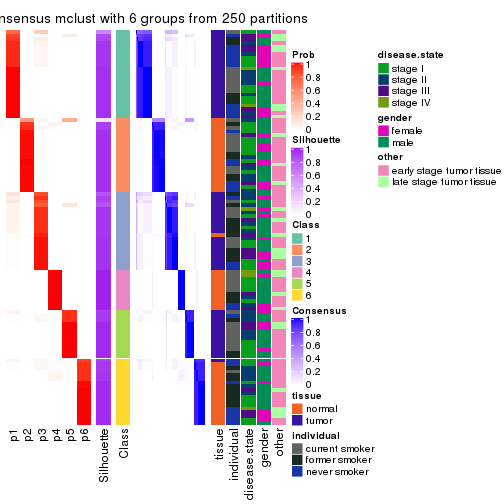 nsensus mclust with 6 groups from 250 partitions
p1
p2
p3
p4
p5
p6
Silhouette
Class
tissue
individual
disease.state
gender
other
Prob
1
0.8
0.6
0.4
0.2
0
Silhouette
1
0.8
0.6
0.4
0.2
0
Class
1
2
3
4
5
6
Consensus
1
0.8
0.6
0.4
0.2
0
tissue
normal
tumor
individual
current smoker
former smoker
never smoker
disease.state
stage I
stage II
stage III
stage IV
gender
female
male
other
early stage tumor tissue
late stage tumor tissue